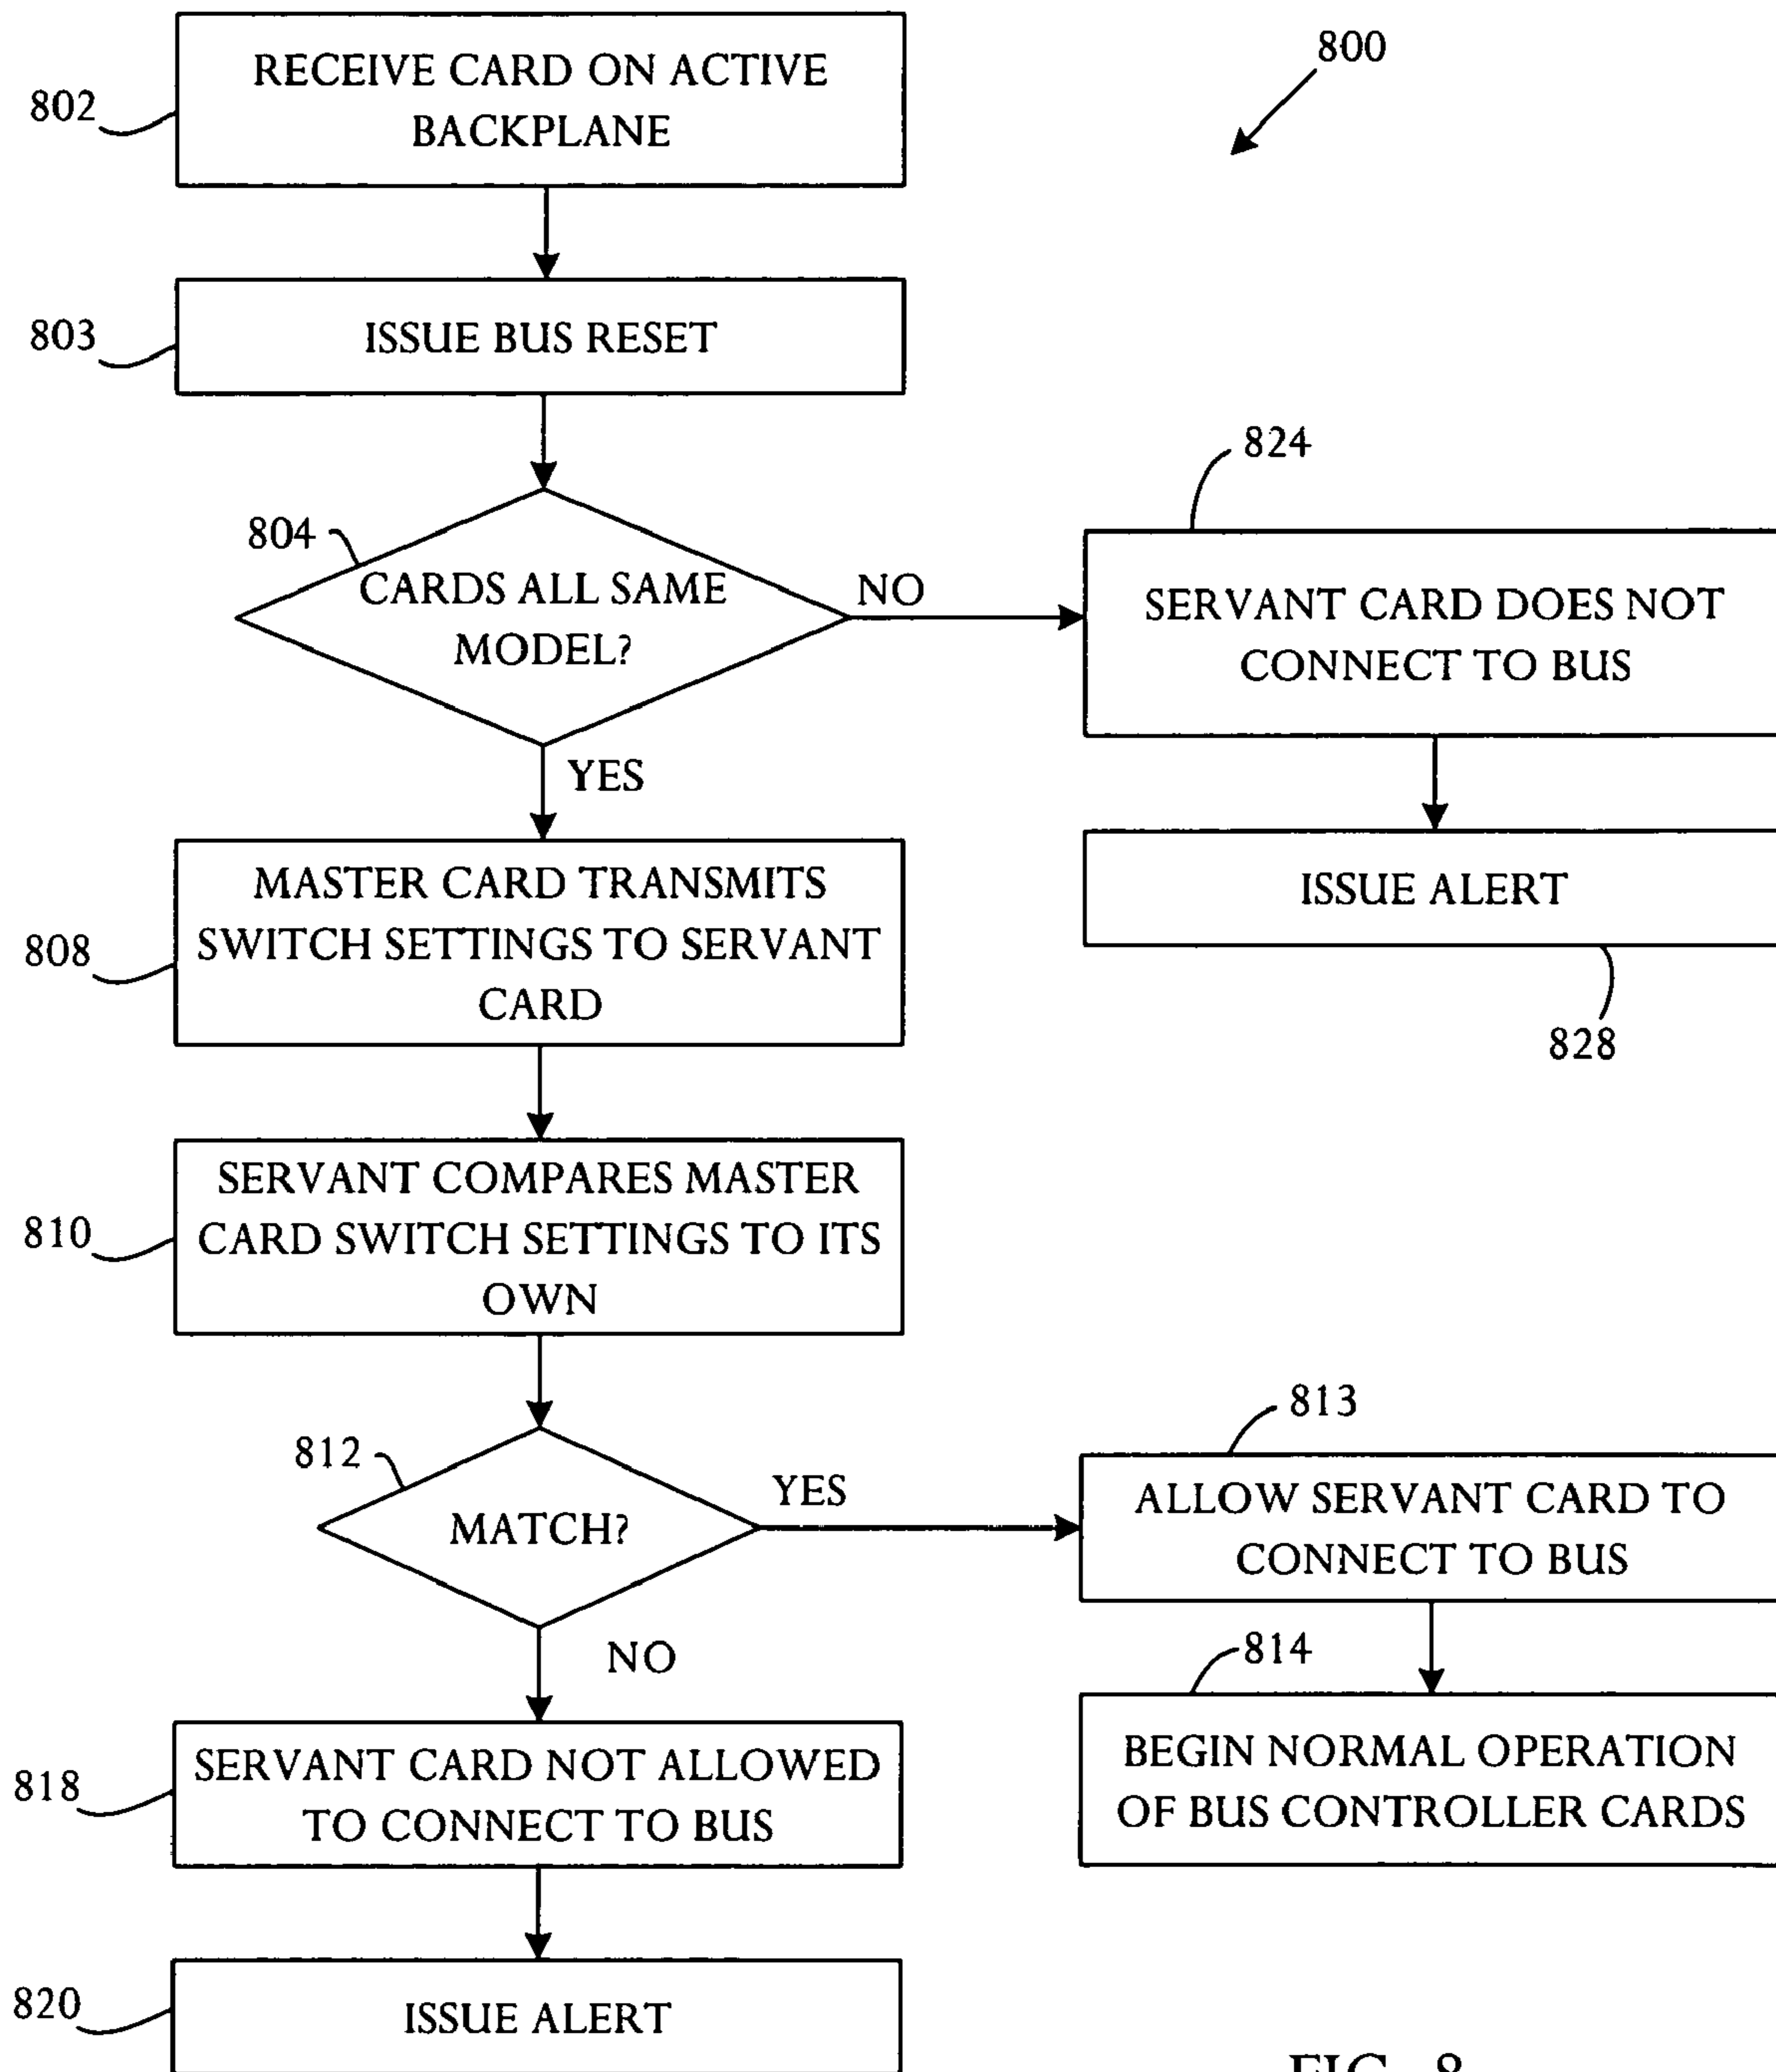 RECEIVE CARD ON ACTIVE
BACKPLANE
802
800
ISSUE BUS RESET
803
804
CARDS ALL SAME
MODEL?
NO
824
SERVANT CARD DOES NOT
CONNECT TO BUS
ISSUE ALERT
828
YES
MASTER CARD TRANSMITS
SWITCH SETTINGS TO SERVANT
CARD
808
SERVANT COMPARES MASTER
CARD SWITCH SETTINGS TO ITS
OWN
810
812
MATCH?
YES
813
ALLOW SERVANT CARD TO
CONNECT TO BUS
814
BEGIN NORMAL OPERATION
OF BUS CONTROLLER CARDS
NO
SERVANT CARD NOT ALLOWED
TO CONNECT TO BUS
818
ISSUE ALERT
820
FIG. 8